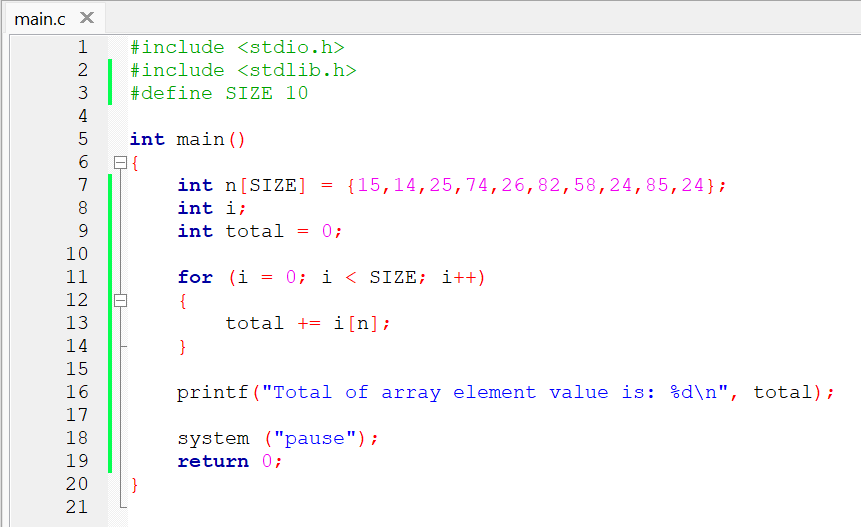 main.c ×
1 #include <stdio.h>
2 #include <stdlib.h>
3 #define SIZE 10
4
5 int main()
6 {
7     int n[SIZE] = {15,14,25,74,26,82,58,24,85,24};
8     int i;
9     int total = 0;
10
11     for (i = 0; i < SIZE; i++)
12     {
13         total += i[n];
14     }
15
16     printf("Total of array element value is: %d\n", total);
17
18     system ("pause");
19     return 0;
20 }
21